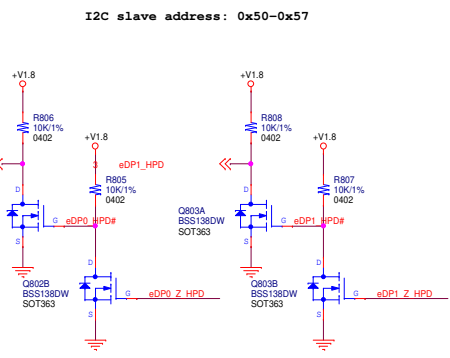 I2C slave address: 0x50-0x57
+V1.8
R806
10K/1%
0402
+V1.8
3 eDP1_HPD
R805
10K/1%
0402
D
G
S
eDP0_HPD#
Q802B
BSS138DW
SOT363
D
G
S
eDP0_Z_HPD
+V1.8
R808
10K/1%
0402
+V1.8
R807
10K/1%
0402
Q803A
BSS138DW
SOT363
D
G
S
eDP1_HPD#
Q803B
BSS138DW
SOT363
D
G
S
eDP1_Z_HPD